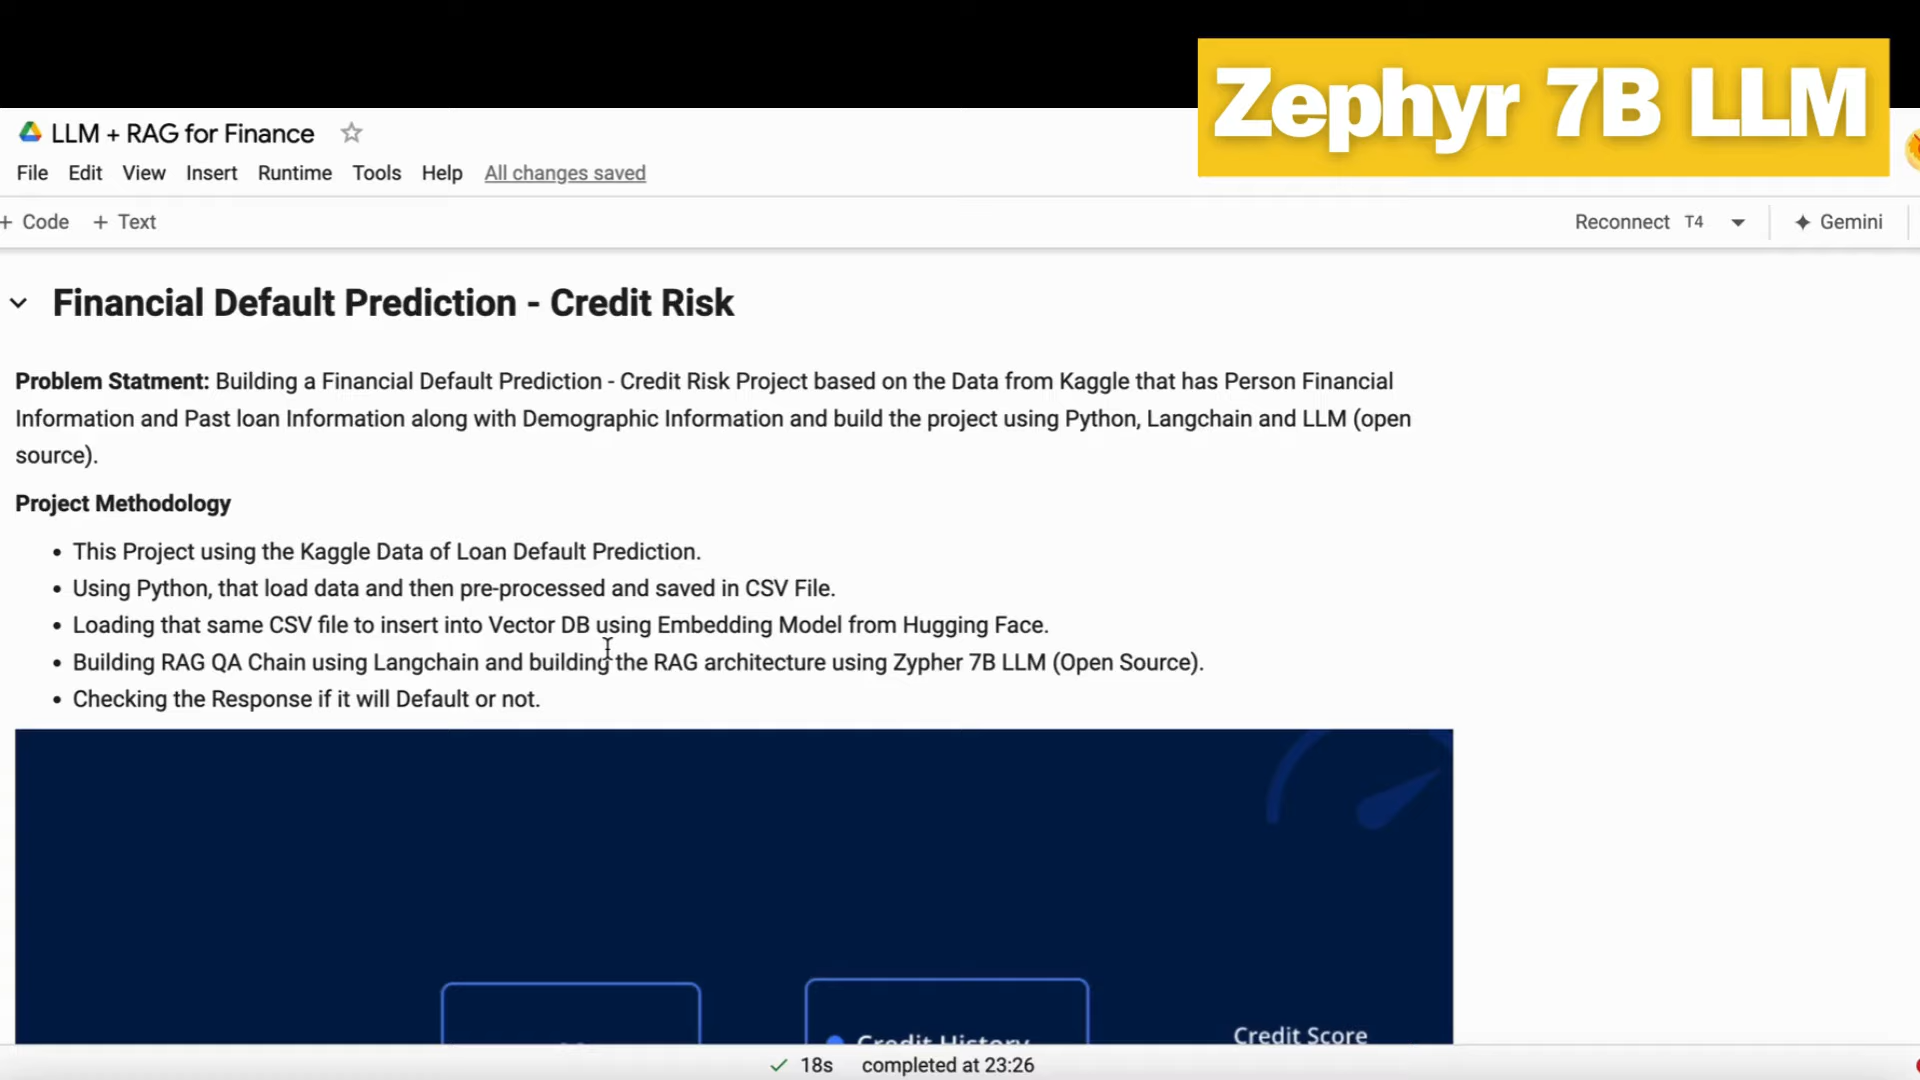 Zephyr 7B LLM
LLM + RAG for Finance
File Edit View Insert Runtime Tools Help All changes saved
+ Code + Text Reconnect T4 Gemini
Financial Default Prediction - Credit Risk
Problem Statment: Building a Financial Default Prediction - Credit Risk Project based on the Data from Kaggle that has Person Financial
Information and Past loan Information along with Demographic Information and build the project using Python, Langchain and LLM (open
source).
Project Methodology
• This Project using the Kaggle Data of Loan Default Prediction.
• Using Python, that load data and then pre-processed and saved in CSV File.
• Loading that same CSV file to insert into Vector DB using Embedding Model from Hugging Face.
• Building RAG QA Chain using Langchain and building the RAG architecture using Zypher 7B LLM (Open Source).
• Checking the Response if it will Default or not.
Credit History
Credit Score
18s completed at 23:26